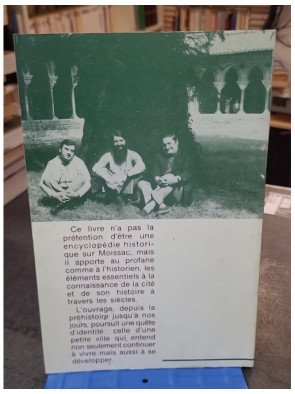 Ce livre n'a pas la
prétention d'être une
encyclopédie histori-
que sur Moissac, mais
il apporte au profane
comme à l'historien, les
éléments essentiels à la
connaissance de la cité
et de son histoire à
travers les siècles.
L'ouvrage, depuis la
préhistoire jusqu'à nos
jours, poursuit une quête
d'identité: celle d'une
petite ville qui, entend
non seulement continuer
à vivre mais aussi à se
développer.